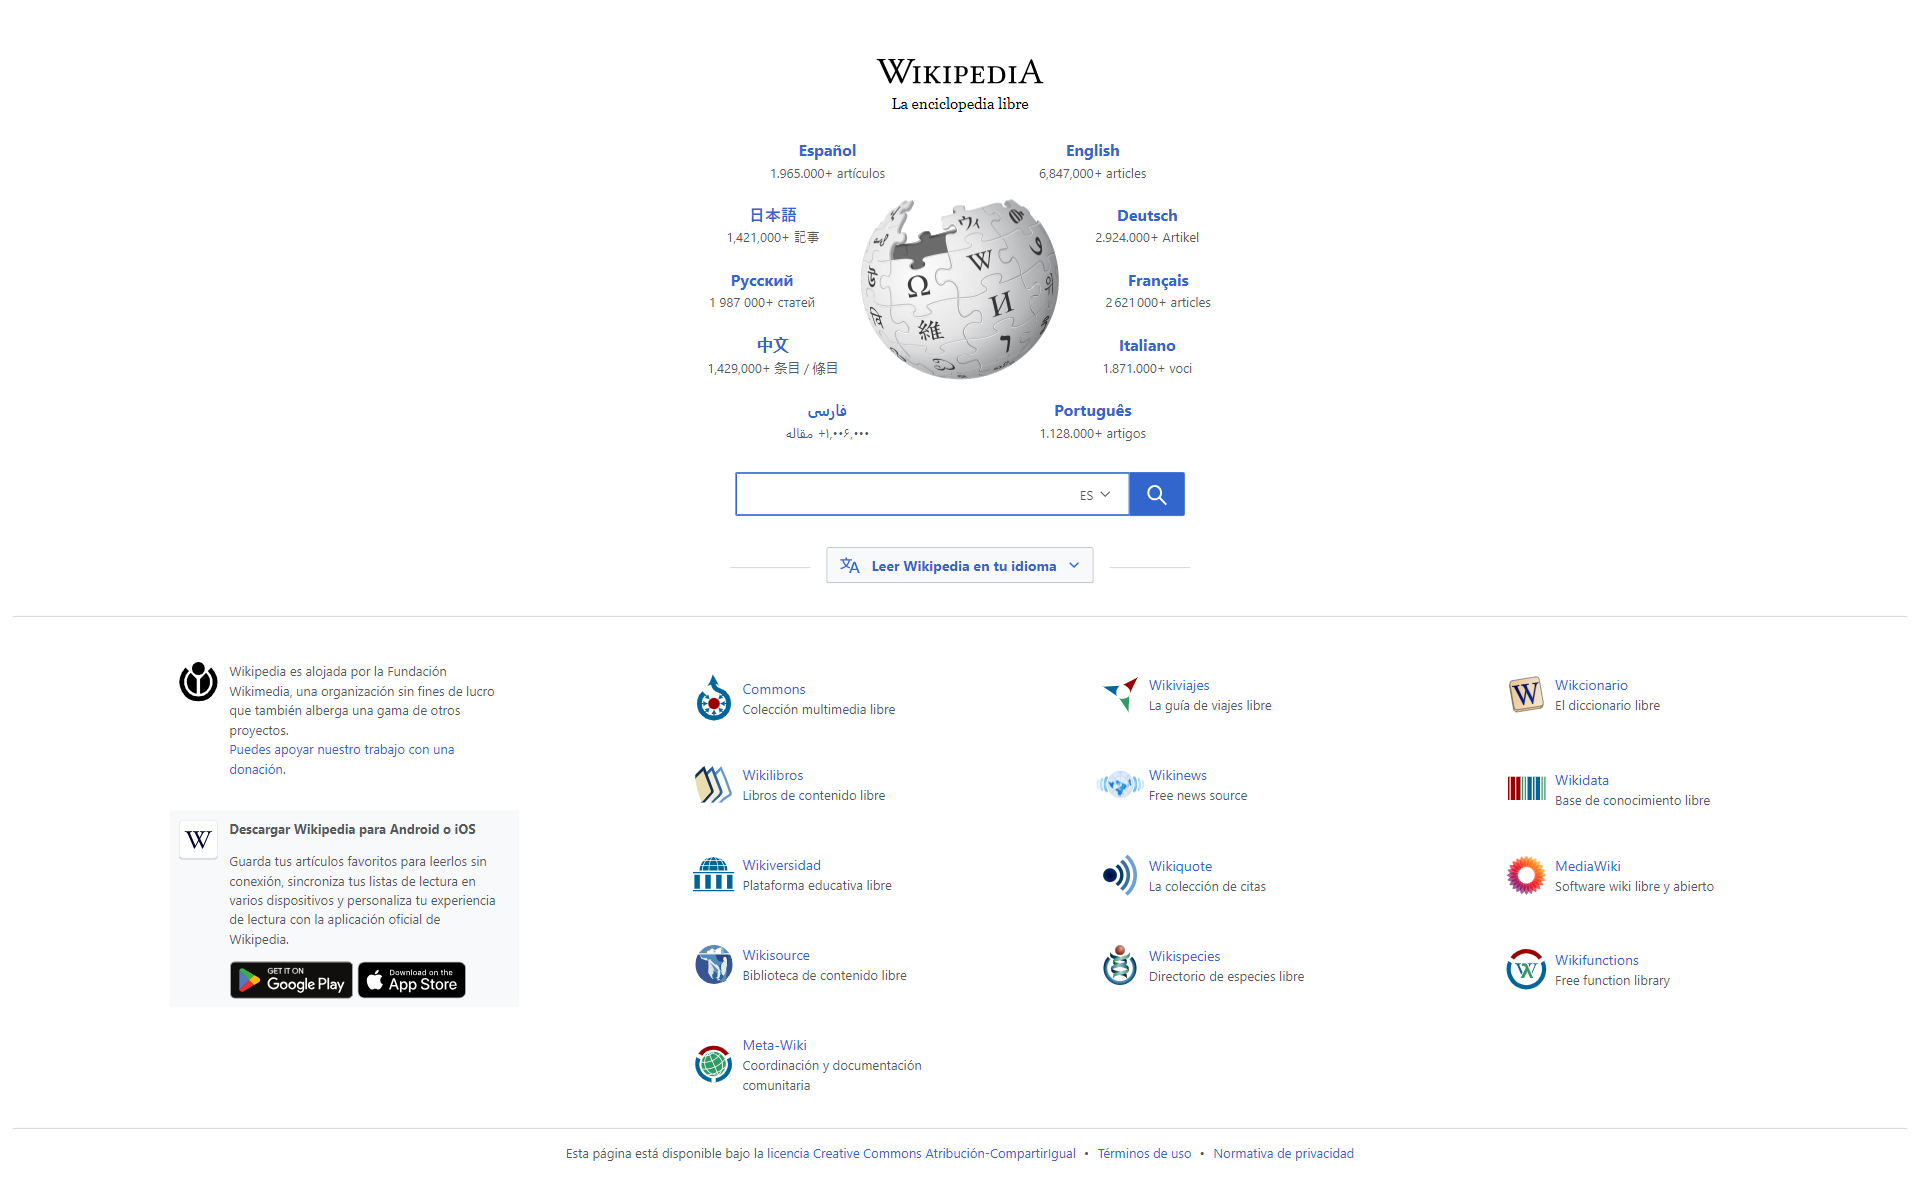 WIKIPEDIA
La enciclopedia libre
Español
1.965.000+ artículos
English
6,847,000+ articles
日本語
1,421,000+ 記事
Deutsch
2.924.000+ Artikel
Русский
1 987 000+ статей
Français
2 621 000+ articles
中文
1,429,000+ 条目 / 條目
Italiano
1.871.000+ voci
فارسی
۱٬۰۰۶٬۰۰۰+ مقاله
Português
1.128.000+ artigos
Ω W И 維 ウィ
ES
Leer Wikipedia en tu idioma
Wikipedia es alojada por la Fundación
Wikimedia, una organización sin fines de lucro
que también alberga una gama de otros
proyectos.
Puedes apoyar nuestro trabajo con una
donación.
W
Descargar Wikipedia para Android o iOS
Guarda tus artículos favoritos para leerlos sin
conexión, sincroniza tus listas de lectura en
varios dispositivos y personaliza tu experiencia
de lectura con la aplicación oficial de
Wikipedia.
GET IT ON
Google Play
Download on the
App Store
Commons
Colección multimedia libre
Wikiviajes
La guía de viajes libre
W
Wikcionario
El diccionario libre
Wikilibros
Libros de contenido libre
Wikinews
Free news source
Wikidata
Base de conocimiento libre
Wikiversidad
Plataforma educativa libre
Wikiquote
La colección de citas
MediaWiki
Software wiki libre y abierto
Wikisource
Biblioteca de contenido libre
Wikispecies
Directorio de especies libre
Wikifunctions
Free function library
Meta-Wiki
Coordinación y documentación
comunitaria
Esta página está disponible bajo la licencia Creative Commons Atribución-CompartirIgual • Términos de uso • Normativa de privacidad